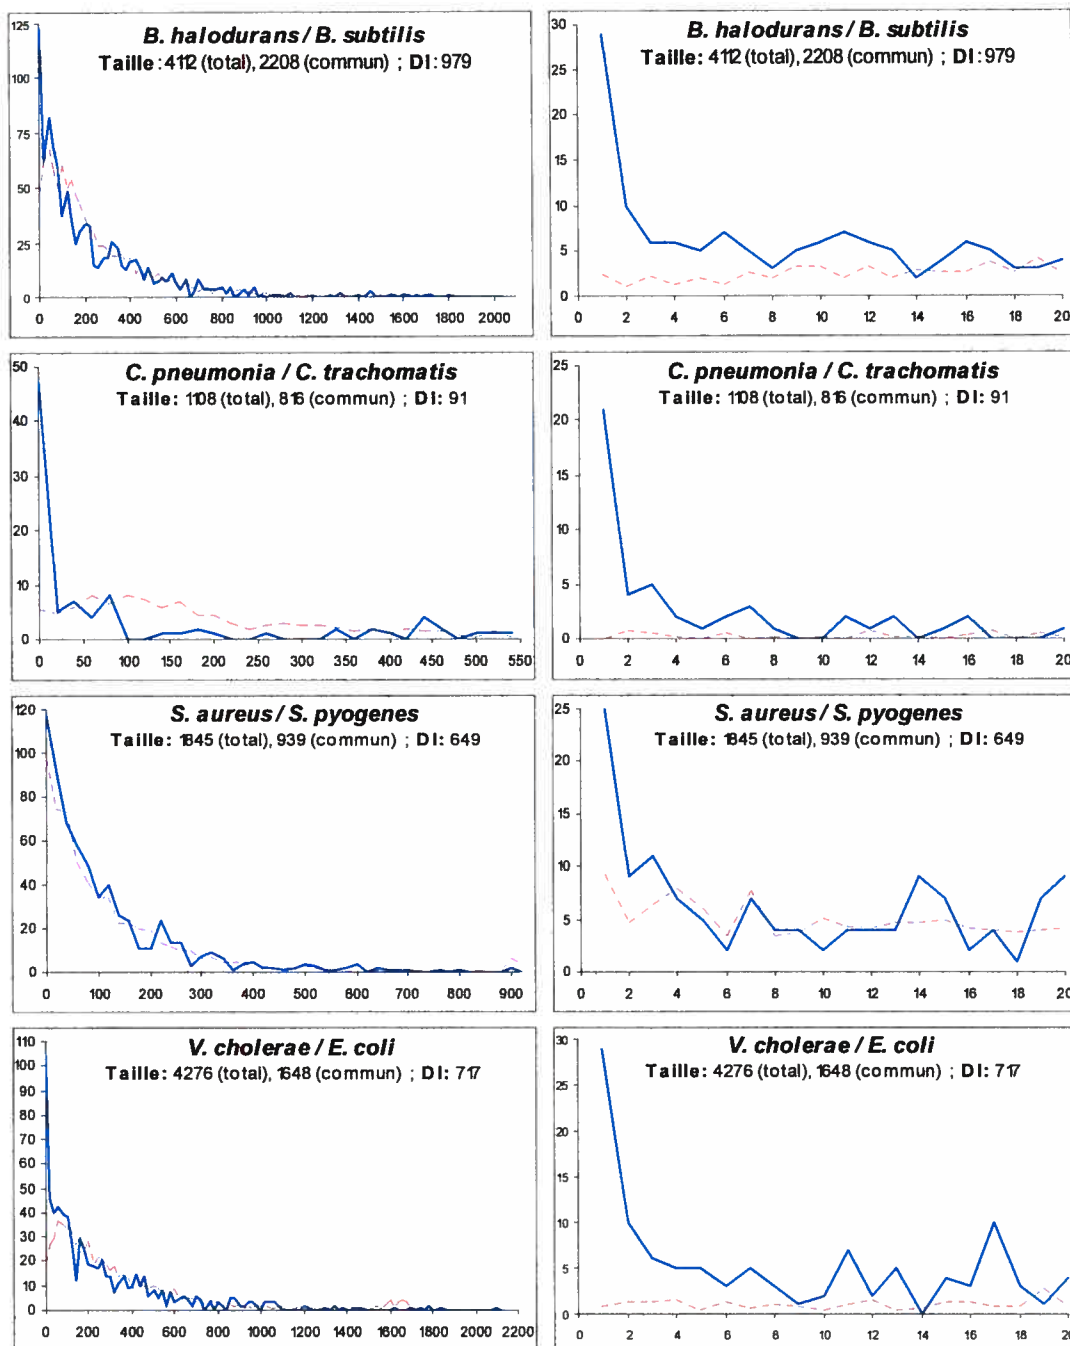 B. halodurans / B. subtilis
Taille: 4112 (total), 2208 (commun) ; DI: 979
125
100
75
50
25
0
0 200 400 600 800 1000 1200 1400 1600 1800 2000
B. halodurans / B. subtilis
Taille: 4112 (total), 2208 (commun) ; DI: 979
30
25
20
15
10
5
0
0 2 4 6 8 10 12 14 16 18 20
C. pneumonia / C. trachomatis
Taille: 1108 (total), 816 (commun) ; DI: 91
50
40
30
20
10
0
0 50 100 150 200 250 300 350 400 450 500 550
C. pneumonia / C. trachomatis
Taille: 1108 (total), 816 (commun) ; DI: 91
25
20
15
10
5
0
0 2 4 6 8 10 12 14 16 18 20
S. aureus / S. pyogenes
Taille: 1845 (total), 939 (commun) ; DI: 649
120
100
80
60
40
20
0
0 100 200 300 400 500 600 700 800 900
S. aureus / S. pyogenes
Taille: 1845 (total), 939 (commun) ; DI: 649
25
20
15
10
5
0
0 2 4 6 8 10 12 14 16 18 20
V. cholerae / E. coli
Taille: 4276 (total), 1648 (commun) ; DI: 717
110
100
90
80
70
60
50
40
30
20
10
0
0 200 400 600 800 1000 1200 1400 1600 1800 2000 2200
V. cholerae / E. coli
Taille: 4276 (total), 1648 (commun) ; DI: 717
30
25
20
15
10
5
0
0 2 4 6 8 10 12 14 16 18 20